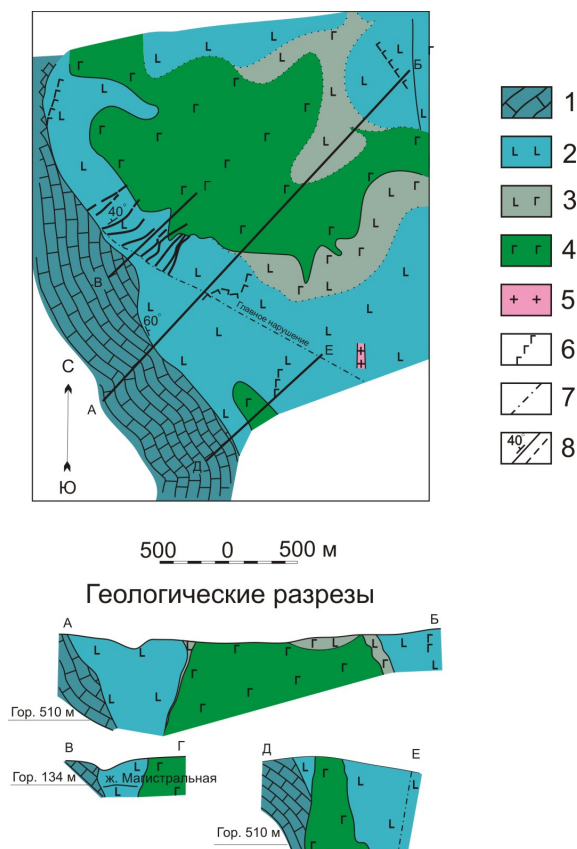 Б
1
2
3
4
5
6
7
40° 8
40°
В
60°
Главное нарушение
Е
С
А
Д
Ю
500 0 500 м
Геологические разрезы
А Б
Гор. 510 м
В Г
Гор. 134 м ж. Магистральная
Д Е
Гор. 510 м